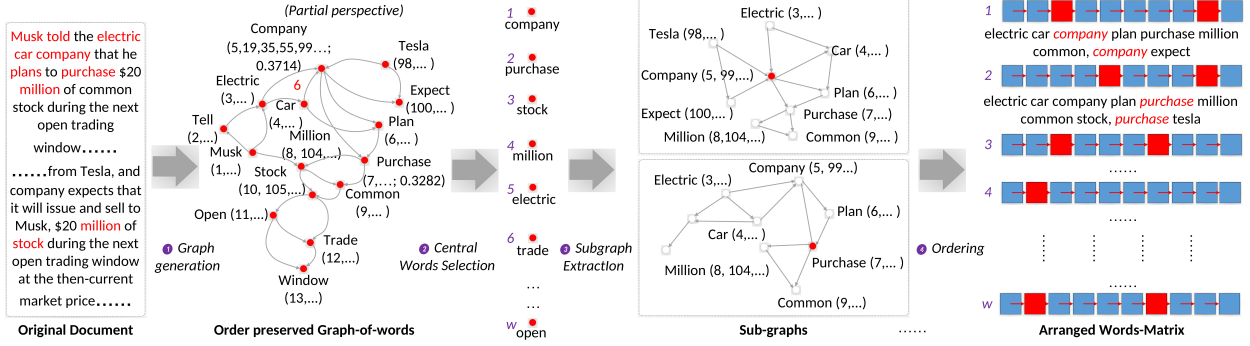 Musk told the electric
car company that he
plans to purchase $20
million of common
stock during the next
open trading
window......
......from Tesla, and
company expects that
it will issue and sell to
Musk, $20 million of
stock during the next
open trading window
at the then-current
market price......
Original Document
1 Graph
generation
(Partial perspective)
Company
(5,19,35,55,99...;
0.3714)
Tesla
(98,... )
Electric
(3,... )
6
Car
(4,... )
Expect
(100,... )
Tell
(2,...)
Million
(8, 104,...)
Plan
(6,... )
Musk
(1,...)
Stock
(10, 105,...)
Purchase
(7,...; 0.3282)
Common
(9,... )
Open (11,...)
Trade
(12,...)
Window
(13,...)
Order preserved Graph-of-words
2 Central
Words Selection
1
company
2
purchase
3
stock
4
million
5
electric
6
trade
...
...
w
open
3 Subgraph
Extraction
Electric (3,... )
Tesla (98,... )
Car (4,... )
Company (5, 99,...)
Plan (6,... )
Expect (100,... )
Purchase (7,...)
Million (8,104,... )
Common (9,... )
Company (5, 99...)
Electric (3,...)
Plan (6,... )
Car (4,... )
Purchase (7,... )
Million (8, 104,...)
Common (9,...)
Sub-graphs
......
4 Ordering
1
electric car company plan purchase million
common, company expect
2
electric car company plan purchase million
common stock, purchase tesla
3
......
4
......
......
w
Arranged Words-Matrix